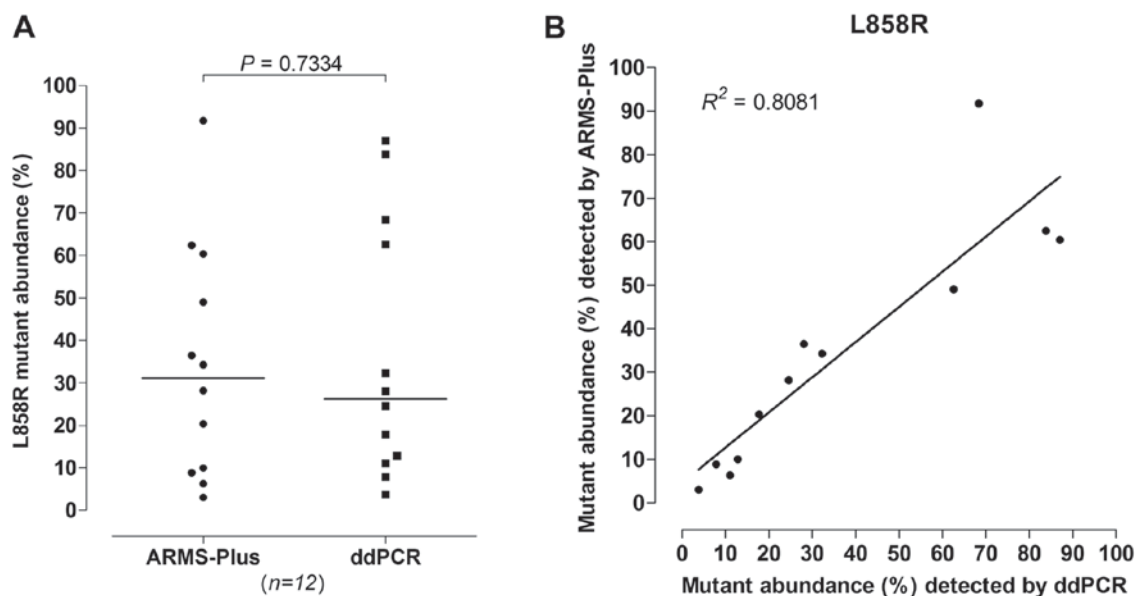 A
P = 0.7334
L858R mutant abundance (%)
100
90
80
70
60
50
40
30
20
10
0
ARMS-Plus
ddPCR
(n=12)
B
L858R
R² = 0.8081
Mutant abundance (%) detected by ARMS-Plus
100
90
80
70
60
50
40
30
20
10
0
0 10 20 30 40 50 60 70 80 90 100
Mutant abundance (%) detected by ddPCR